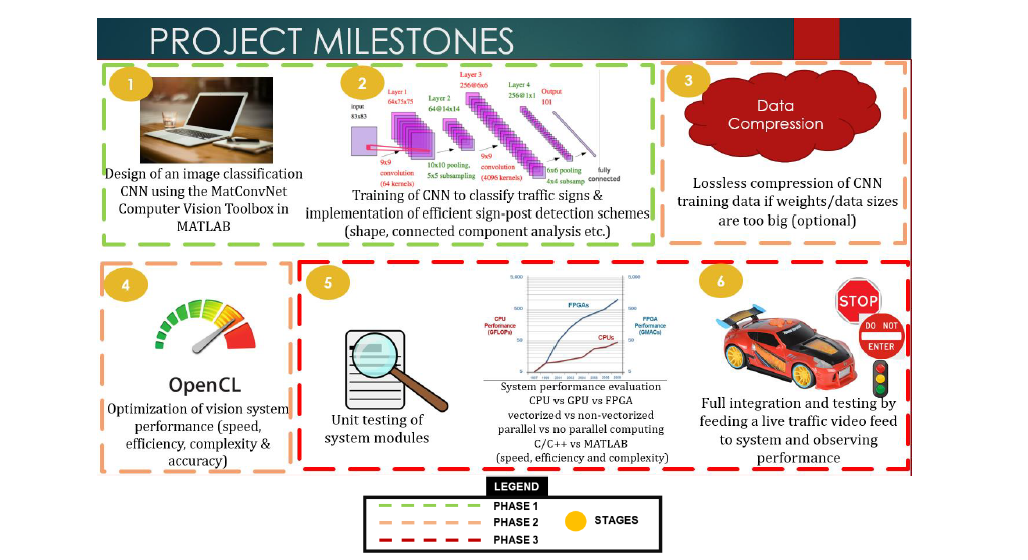 PROJECT MILESTONES
1
Design of an image classification
CNN using the MatConvNet
Computer Vision Toolbox in
MATLAB
2
input
83x83
Layer 1
64x75x75
Layer 2
64@14x14
Layer 3
256@6x6
Layer 4
256@1x1
Output
101
9x9
convolution
(64 kernels)
10x10 pooling,
5x5 subsampling
9x9
convolution
(4096 kernels)
6x6 pooling
4x4 subsamp
fully
connected
Training of CNN to classify traffic signs &
implementation of efficient sign-post detection schemes
(shape, connected component analysis etc.)
3
Data
Compression
Lossless compression of CNN
training data if weights/data sizes
are too big (optional)
4
OpenCL
Optimization of vision system
performance (speed,
efficiency, complexity &
accuracy)
5
Unit testing of
system modules
CPU
Performance
(GFLOPs)
FPGAs
CPUs
FPGA
Performance
(GMACs)
System performance evaluation
CPU vs GPU vs FPGA
vectorized vs non-vectorized
parallel vs no parallel computing
C/C++ vs MATLAB
(speed, efficiency and complexity)
6
STOP
DO NOT
ENTER
Full integration and testing by
feeding a live traffic video feed
to system and observing
performance
LEGEND
PHASE 1
PHASE 2
PHASE 3
STAGES